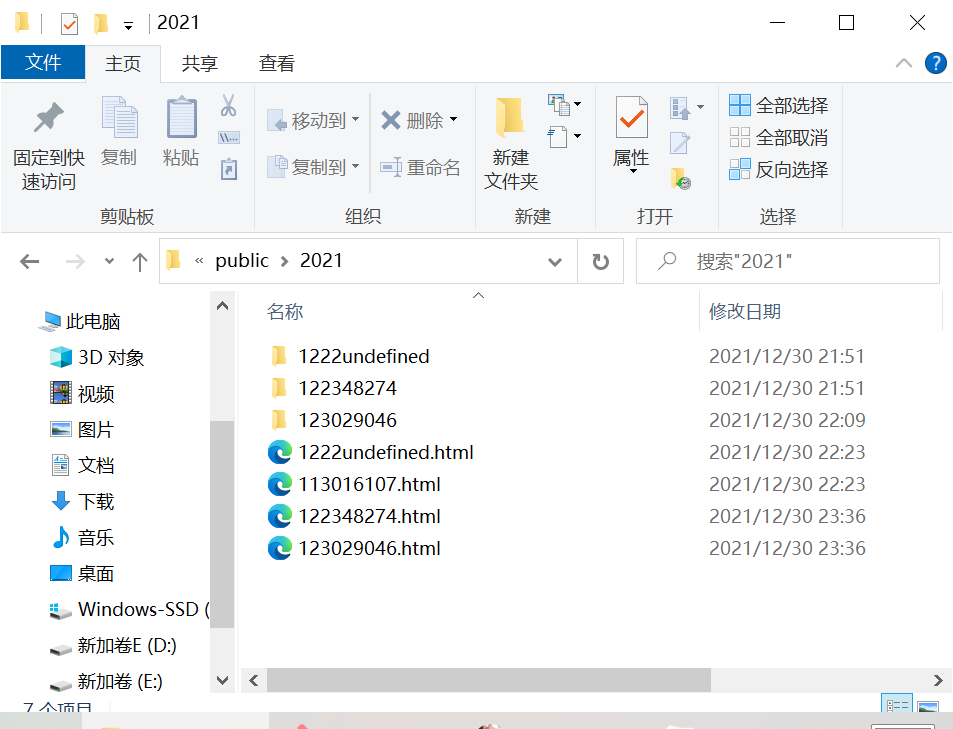 2021
文件 主页 共享 查看
固定到快速访问
复制
粘贴
移动到
复制到
删除
重命名
新建文件夹
属性
全部选择
全部取消
反向选择
剪贴板 组织 新建 打开 选择
« public › 2021
搜索"2021"
名称 修改日期
此电脑
3D 对象
视频
图片
文档
下载
音乐
桌面
Windows-SSD (
新加卷E (D:)
新加卷 (E:)
1222undefined 2021/12/30 21:51
122348274 2021/12/30 21:51
123029046 2021/12/30 22:09
1222undefined.html 2021/12/30 22:23
113016107.html 2021/12/30 22:23
122348274.html 2021/12/30 23:36
123029046.html 2021/12/30 23:36
7 个项目